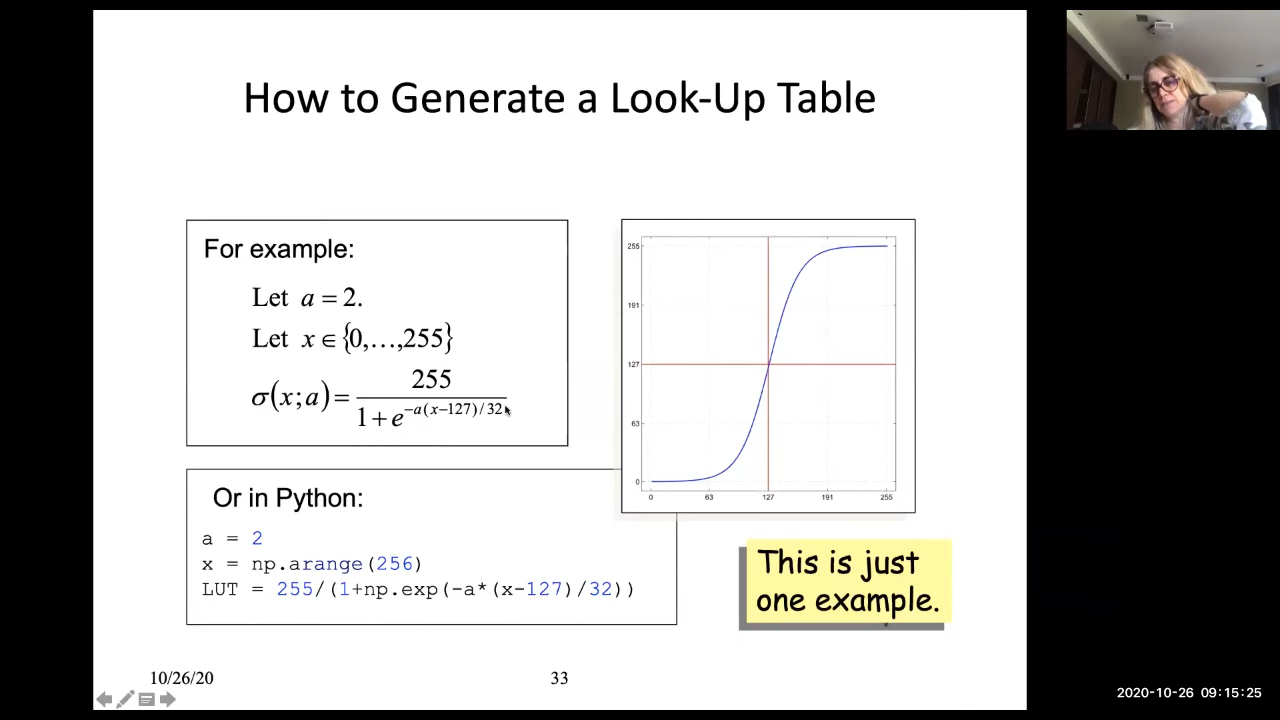 How to Generate a Look-Up Table
For example:
Let a = 2.
Let x ∈ {0,…,255}
σ(x; a) = 255 / (1 + e^{−a(x−127)/32})
255
191
127
63
0
0 63 127 191 255
Or in Python:
a = 2
x = np.arange(256)
LUT = 255/(1+np.exp(-a*(x-127)/32))
This is just
one example.
10/26/20
33
2020-10-26 09:15:25